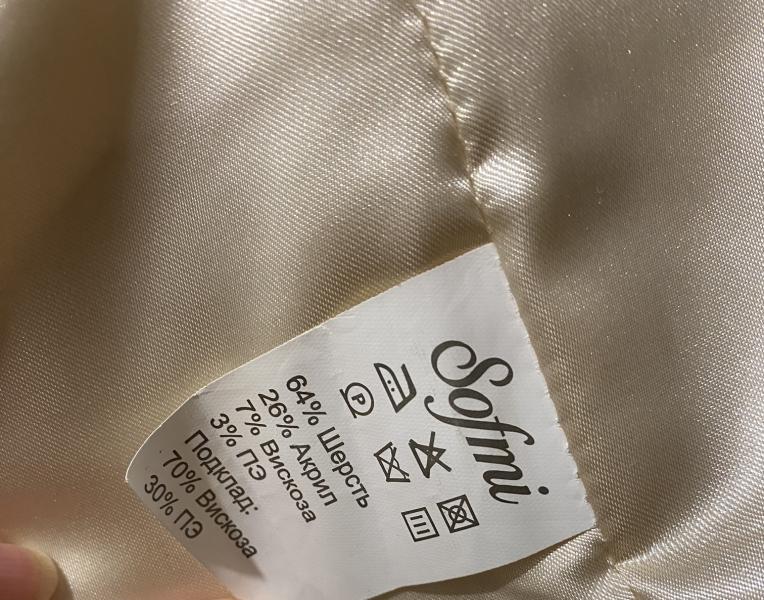 Sofmi
P
64% Шерсть
26% Акрил
7% Вискоза
3% ПЭ
Подклад:
70% Вискоза
30% ПЭ